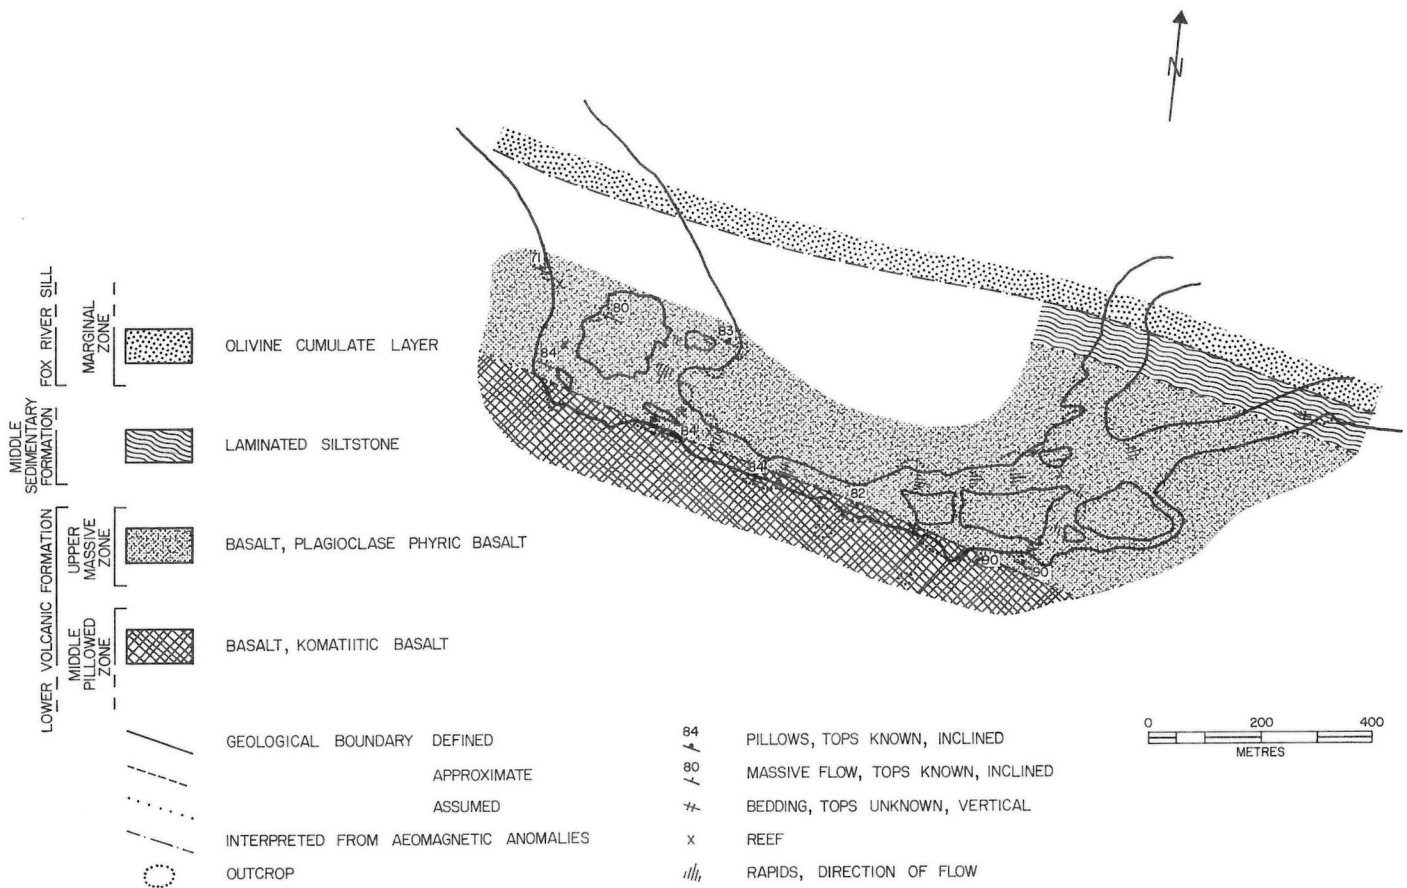 N
71
80
83
84
84
84
82
90
90
FOX RIVER SILL
MARGINAL ZONE
OLIVINE CUMULATE LAYER
MIDDLE SEDIMENTARY FORMATION
LAMINATED SILTSTONE
LOWER VOLCANIC FORMATION
UPPER MASSIVE ZONE
BASALT, PLAGIOCLASE PHYRIC BASALT
MIDDLE PILLOWED ZONE
BASALT, KOMATIITIC BASALT
GEOLOGICAL BOUNDARY DEFINED
APPROXIMATE
ASSUMED
INTERPRETED FROM AEOMAGNETIC ANOMALIES
OUTCROP
84 PILLOWS, TOPS KNOWN, INCLINED
80 MASSIVE FLOW, TOPS KNOWN, INCLINED
BEDDING, TOPS UNKNOWN, VERTICAL
x REEF
RAPIDS, DIRECTION OF FLOW
0 200 400
METRES